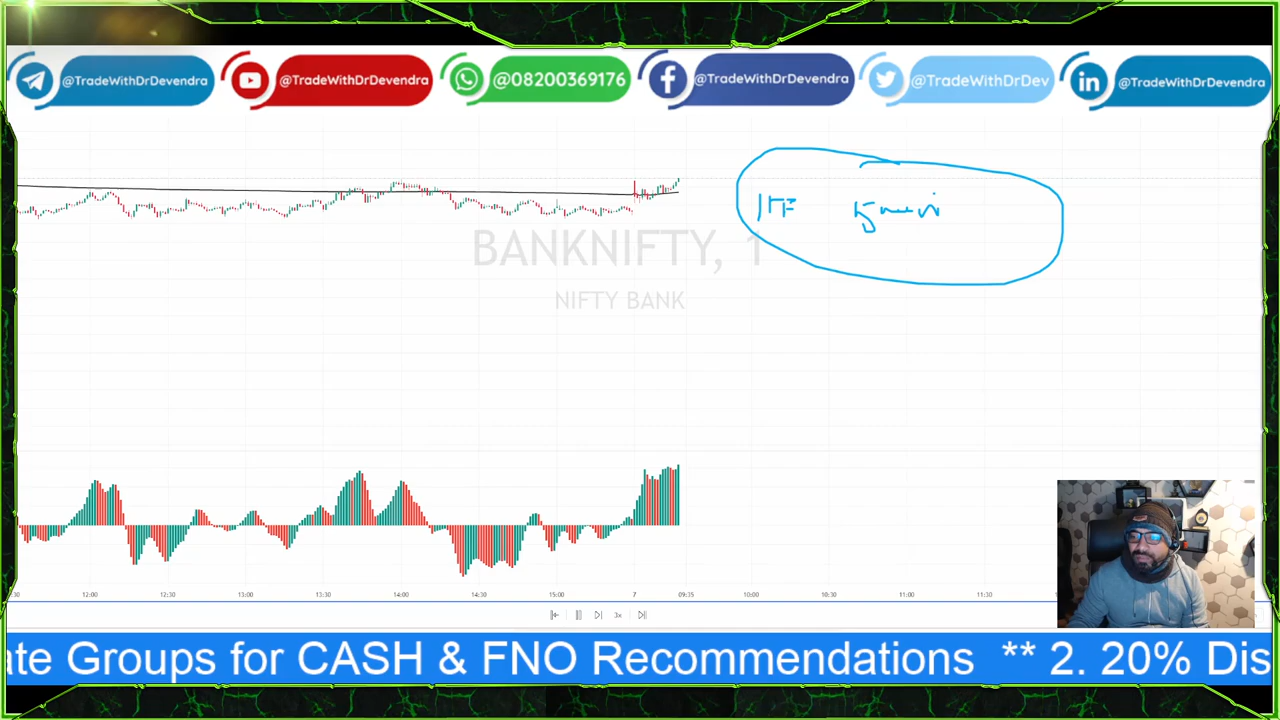 @TradeWithDrDevendra @TradeWithDrDevendra @08200369176 @TradeWithDrDevendra @TradeWithDrDev @TradeWithDrDevendra
5min
BANKNIFTY, 1
NIFTY BANK
12:00 12:30 13:00 13:30 14:00 14:30 15:00 7 09:35 10:00 10:30 11:00 11:30
3x
ate Groups for CASH & FNO Recommendations ** 2. 20% Dis